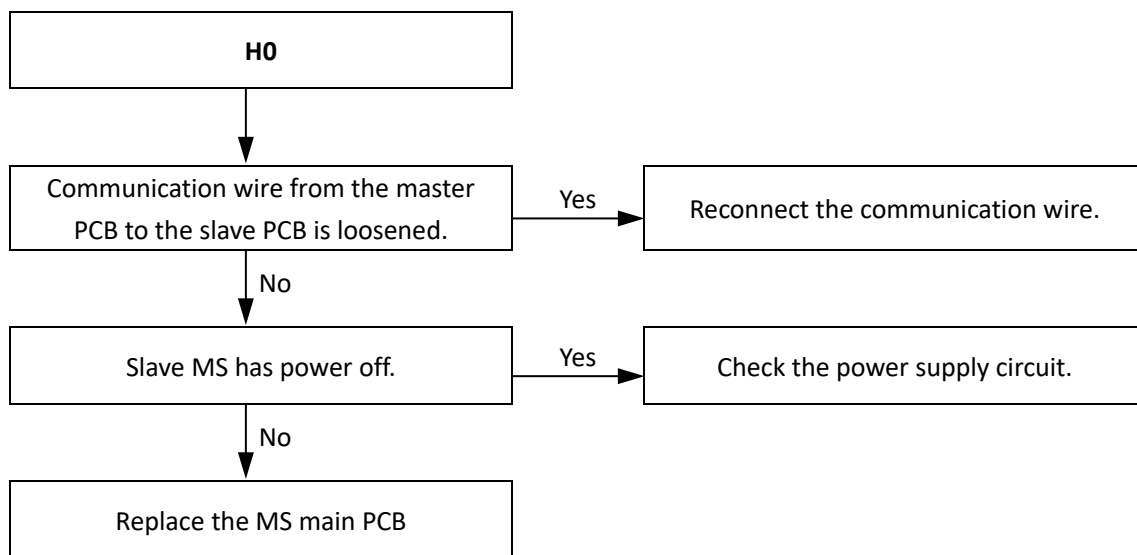 H0
Communication wire from the master
PCB to the slave PCB is loosened.
Yes
Reconnect the communication wire.
No
Slave MS has power off.
Yes
Check the power supply circuit.
No
Replace the MS main PCB